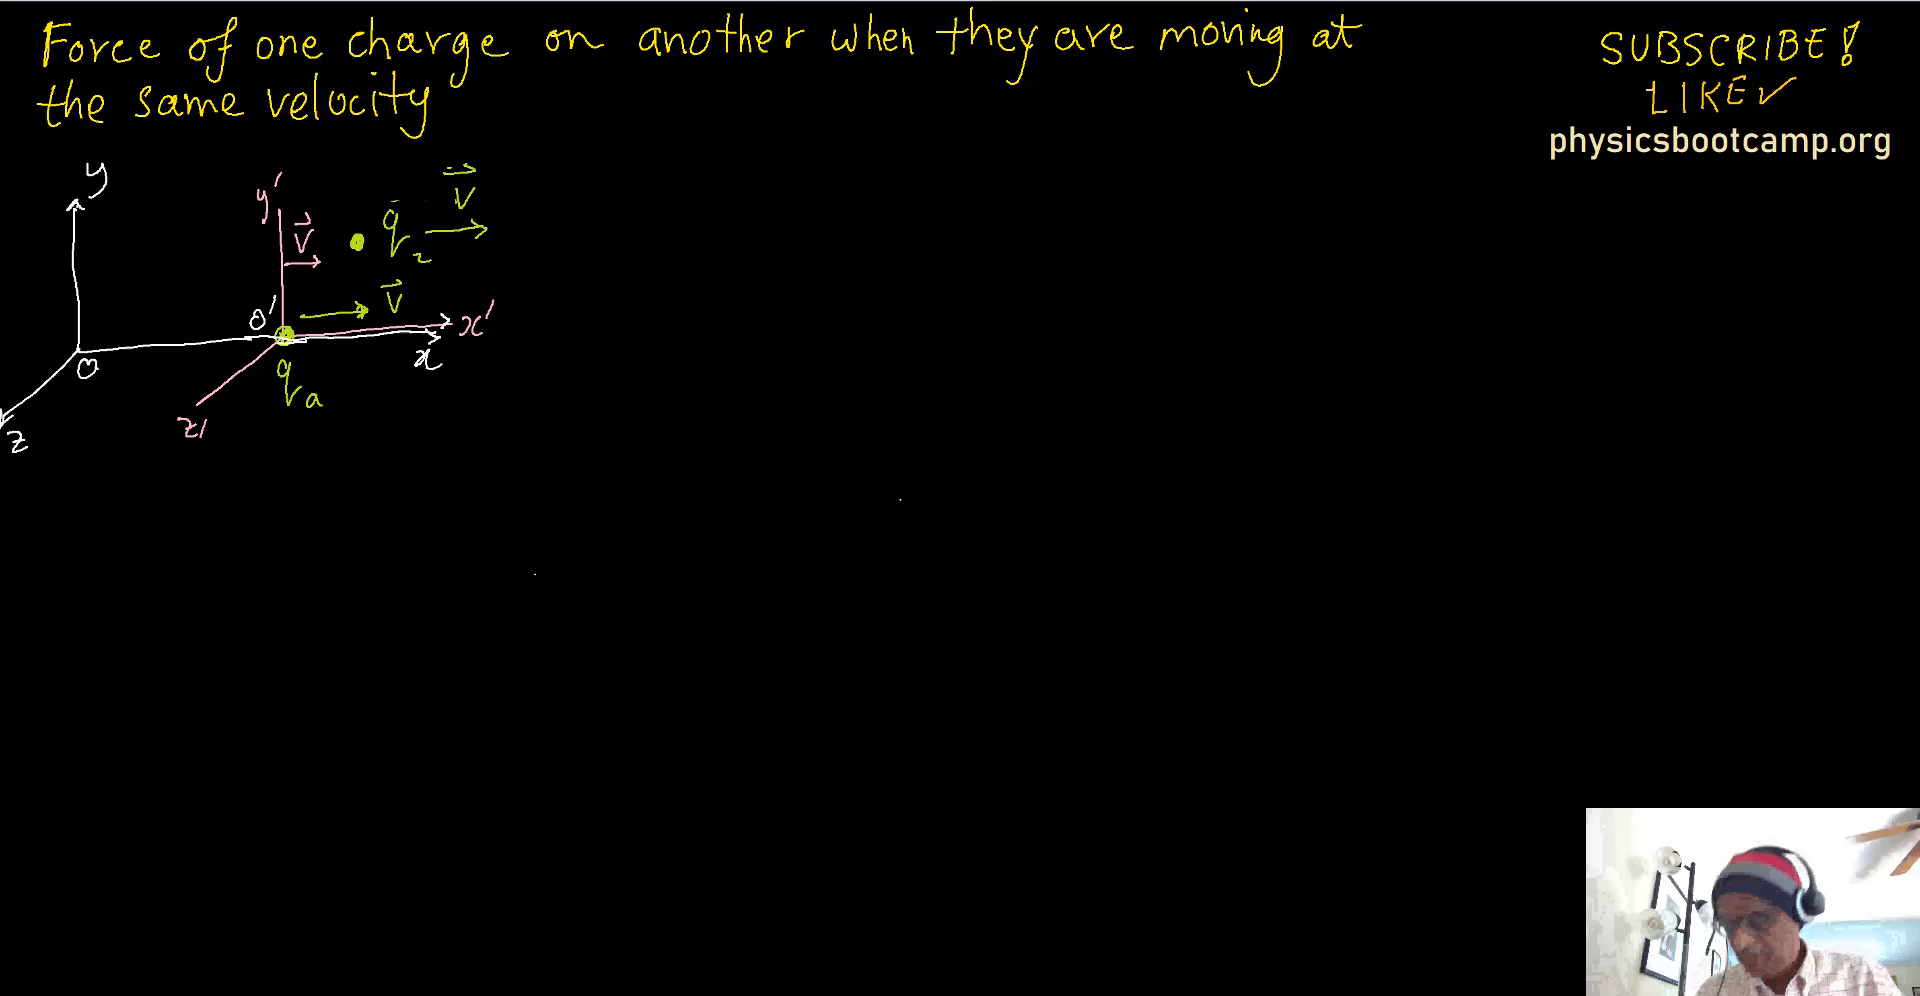 Force of one charge on another when they are moving at
the same velocity
SUBSCRIBE!
LIKE✓
physicsbootcamp.org
y
y'
V
q₂
V
V
O'
x'
O
x
qₐ
z'
z